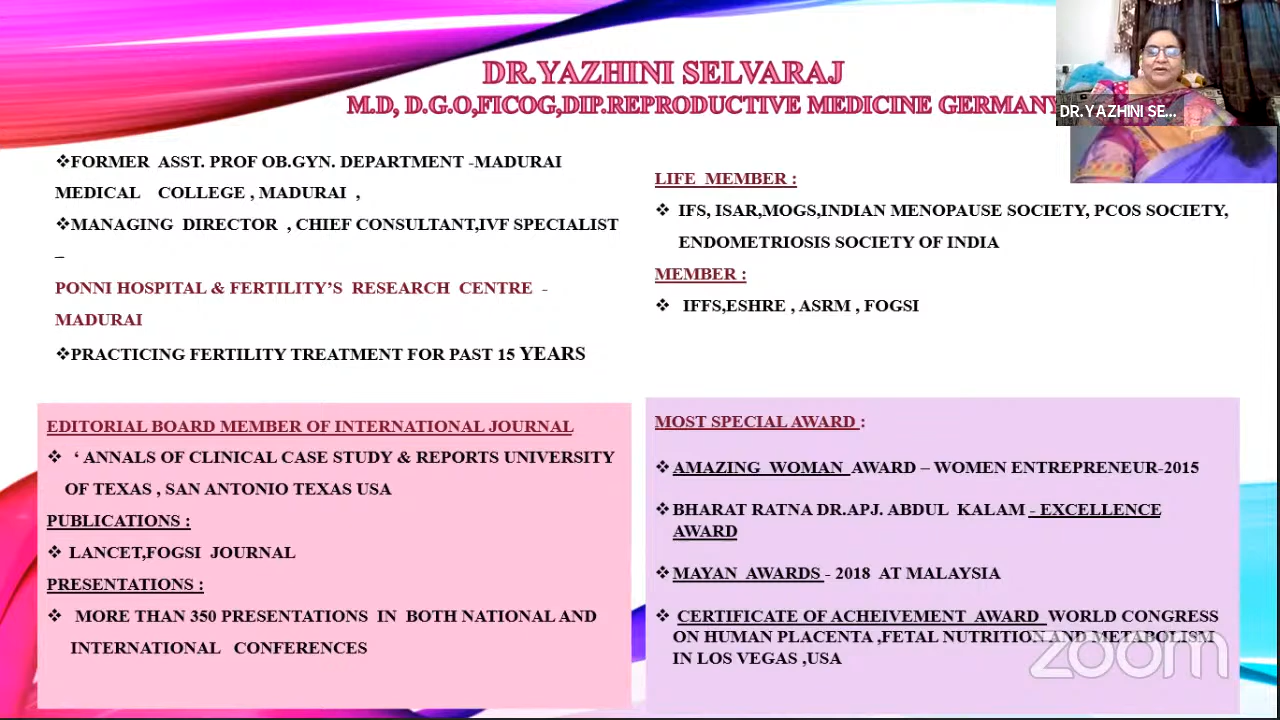 DR.YAZHINI SELVARAJ
M.D, D.G.O,FICOG,DIP.REPRODUCTIVE MEDICINE GERMANY
DR.YAZHINI SE...
❖FORMER ASST. PROF OB.GYN. DEPARTMENT -MADURAI
MEDICAL COLLEGE , MADURAI ,
❖MANAGING DIRECTOR , CHIEF CONSULTANT,IVF SPECIALIST
–
PONNI HOSPITAL & FERTILITY’S RESEARCH CENTRE -
MADURAI
❖PRACTICING FERTILITY TREATMENT FOR PAST 15 YEARS
LIFE MEMBER :
❖ IFS, ISAR,MOGS,INDIAN MENOPAUSE SOCIETY, PCOS SOCIETY,
ENDOMETRIOSIS SOCIETY OF INDIA
MEMBER :
❖ IFFS,ESHRE , ASRM , FOGSI
EDITORIAL BOARD MEMBER OF INTERNATIONAL JOURNAL
❖ ‘ ANNALS OF CLINICAL CASE STUDY & REPORTS UNIVERSITY
OF TEXAS , SAN ANTONIO TEXAS USA
PUBLICATIONS :
❖ LANCET,FOGSI JOURNAL
PRESENTATIONS :
❖ MORE THAN 350 PRESENTATIONS IN BOTH NATIONAL AND
INTERNATIONAL CONFERENCES
MOST SPECIAL AWARD :
❖AMAZING WOMAN AWARD – WOMEN ENTREPRENEUR-2015
❖BHARAT RATNA DR.APJ. ABDUL KALAM - EXCELLENCE
AWARD
❖MAYAN AWARDS - 2018 AT MALAYSIA
❖ CERTIFICATE OF ACHEIVEMENT AWARD WORLD CONGRESS
ON HUMAN PLACENTA ,FETAL NUTRITION AND METABOLISM
IN LOS VEGAS ,USA
zoom